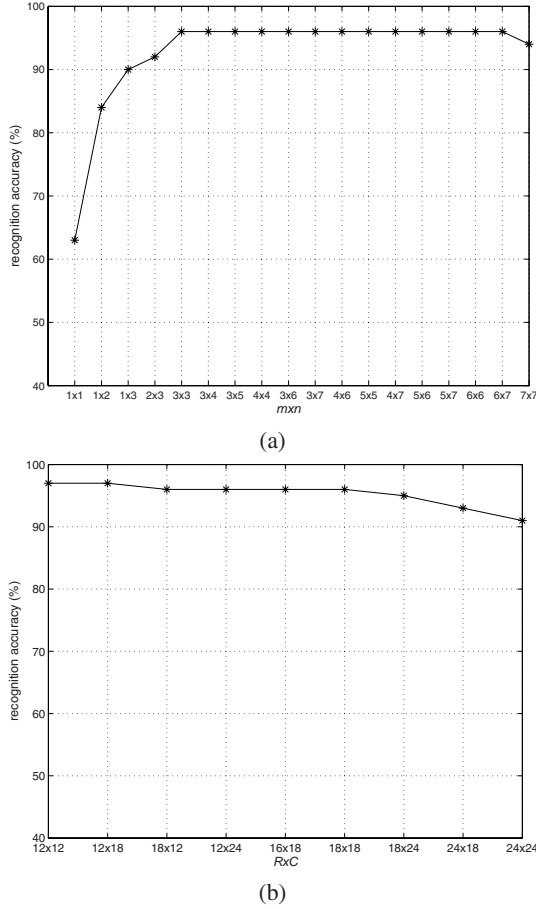 100
90
80
70
60
50
40
recognition accuracy (%)
1x1 1x2 1x3 2x3 3x3 3x4 3x5 4x4 3x6 3x7 4x6 5x5 4x7 5x6 5x7 6x6 6x7 7x7
mxn
(a)
100
90
80
70
60
50
40
recognition accuracy (%)
12x12 12x18 18x12 12x24 16x18 18x18 18x24 24x18 24x24
RxC
(b)